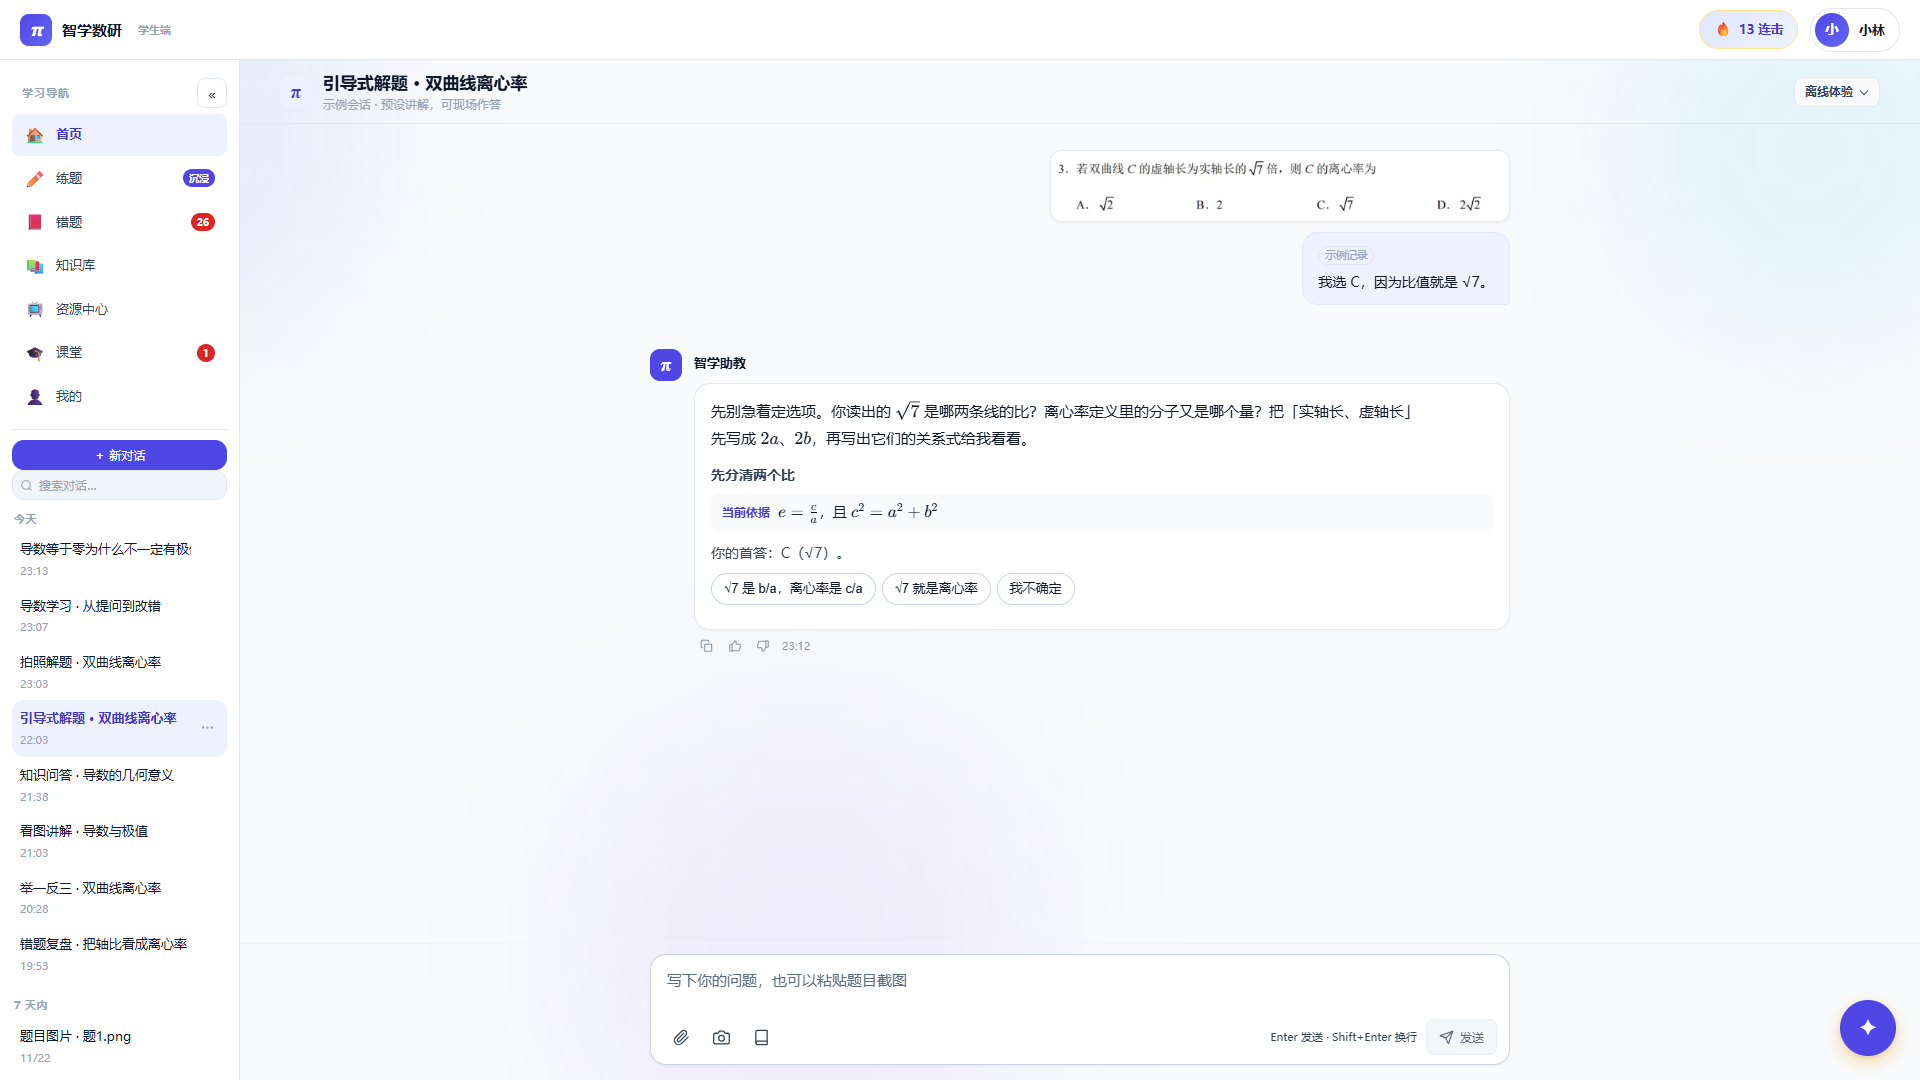 π 智学数研 学生端
13 连击
小 小林
学习导航
«
首页
练题 沉浸
错题 26
知识库
资源中心
课堂 1
我的
+ 新对话
搜索对话...
今天
导数等于零为什么不一定有极
23:13
导数学习 · 从提问到改错
23:07
拍照解题 · 双曲线离心率
23:03
引导式解题 • 双曲线离心率 ...
22:03
知识问答 · 导数的几何意义
21:38
看图讲解 · 导数与极值
21:03
举一反三 · 双曲线离心率
20:28
错题复盘 · 把轴比看成离心率
19:53
7 天内
题目图片 · 题1.png
11/22
π 引导式解题 • 双曲线离心率
示例会话 · 预设讲解，可现场作答
离线体验
3. 若双曲线 C 的虚轴长为实轴长的 √7 倍，则 C 的离心率为
A. √2 B. 2 C. √7 D. 2√2
示例记录
我选 C，因为比值就是 √7。
π 智学助教
先别急着定选项。你读出的 √7 是哪两条线的比？离心率定义里的分子又是哪个量？把「实轴长、虚轴长」
先写成 2a、2b，再写出它们的关系式给我看看。
先分清两个比
当前依据 e = c/a，且 c² = a² + b²
你的首答：C（√7）。
√7 是 b/a，离心率是 c/a √7 就是离心率 我不确定
23:12
写下你的问题，也可以粘贴题目截图
Enter 发送 · Shift+Enter 换行 发送